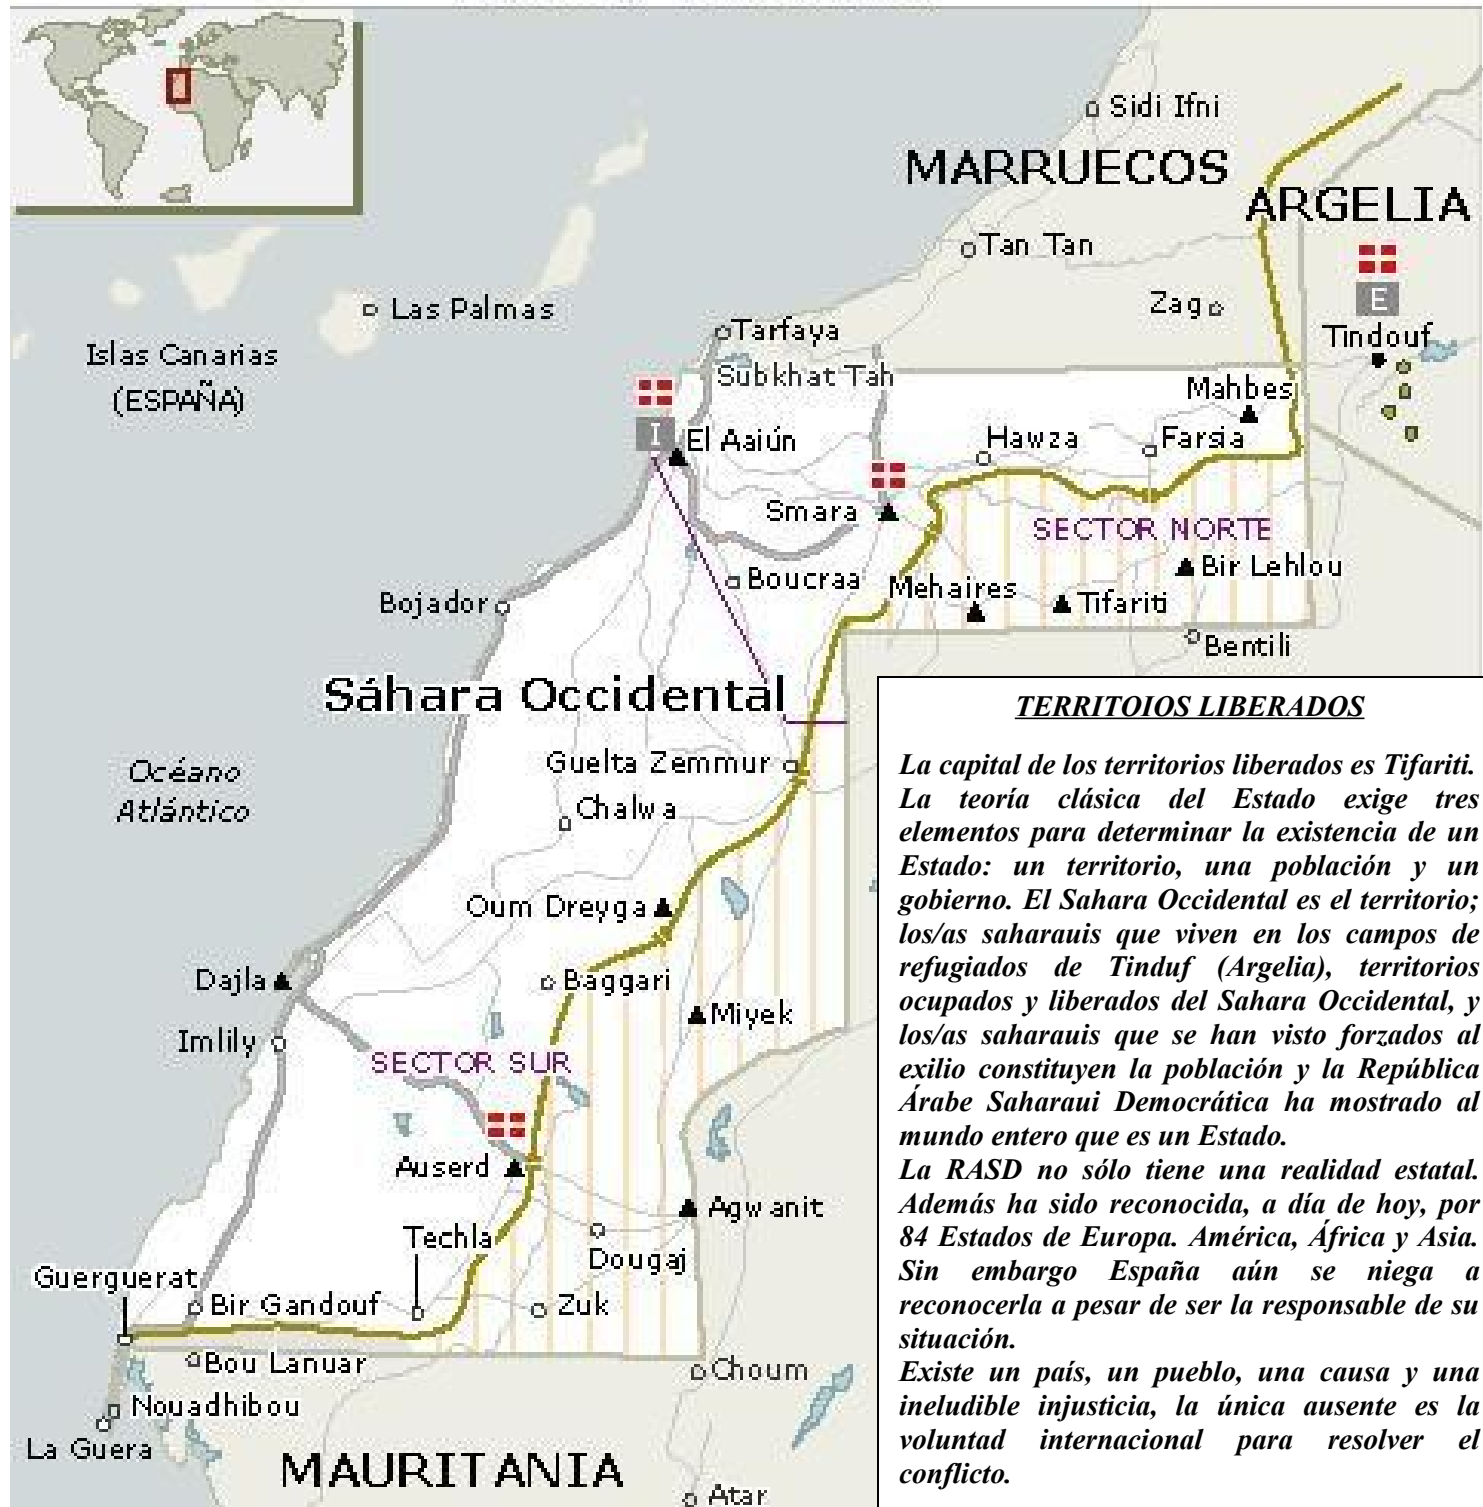 Sidi Ifni
MARRUECOS
ARGELIA
Tan Tan
E
Las Palmas
Zag
Tarfaya
Tindouf
Islas Canarias
(ESPAÑA)
Subkhat Tah
Mahbes
I
El Aaiún
Hawza
Farsia
Smara
SECTOR NORTE
Boucraa
Bir Lehlou
Mehaires
Bojador
Tifariti
Bentili
Sáhara Occidental
Océano
Atlántico
Guelta Zemmur
Chalwa
Oum Dreyga
Dajla
Baggari
Miyek
Imlily
SECTOR SUR
Auserd
Agwanit
Techla
Dougaj
Guerguerat
Bir Gandouf
Zuk
Bou Lanuar
Choum
Nouadhibou
La Guera
MAURITANIA
Atar
TERRITOIOS LIBERADOS
La capital de los territorios liberados es Tifariti.
La teoría clásica del Estado exige tres
elementos para determinar la existencia de un
Estado: un territorio, una población y un
gobierno. El Sahara Occidental es el territorio;
los/as saharauis que viven en los campos de
refugiados de Tinduf (Argelia), territorios
ocupados y liberados del Sahara Occidental, y
los/as saharauis que se han visto forzados al
exilio constituyen la población y la República
Árabe Saharaui Democrática ha mostrado al
mundo entero que es un Estado.
La RASD no sólo tiene una realidad estatal.
Además ha sido reconocida, a día de hoy, por
84 Estados de Europa. América, África y Asia.
Sin embargo España aún se niega a
reconocerla a pesar de ser la responsable de su
situación.
Existe un país, un pueblo, una causa y una
ineludible injusticia, la única ausente es la
voluntad internacional para resolver el
conflicto.